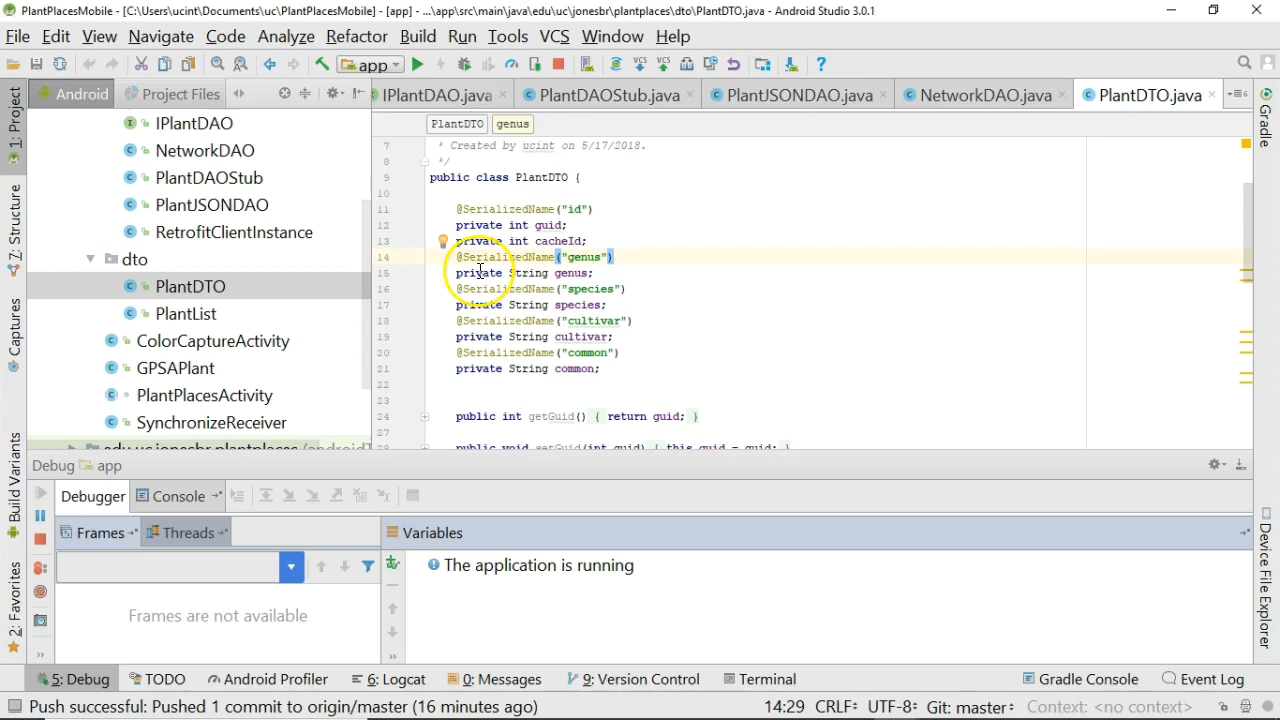 PlantPlacesMobile - [C:\Users\ucint\Documents\uc\PlantPlacesMobile] - [app] - ...\app\src\main\java\edu\uc\jonesbr\plantplaces\dto\PlantDTO.java - Android Studio 3.0.1
File Edit View Navigate Code Analyze Refactor Build Run Tools VCS Window Help
app
1: Project
Z: Structure
Captures
Build Variants
2: Favorites
Android Project Files
IPlantDAO.java PlantDAOStub.java PlantJSONDAO.java NetworkDAO.java PlantDTO.java
IPlantDAO
NetworkDAO
PlantDAOStub
PlantJSONDAO
RetrofitClientInstance
dto
PlantDTO
PlantList
ColorCaptureActivity
GPSAPlant
PlantPlacesActivity
SynchronizeReceiver
PlantDTO genus
7 * Created by ucint on 5/17/2018.
8 */
9 public class PlantDTO {
10
11 @SerializedName("id")
12 private int guid;
13 private int cacheId;
14 @SerializedName("genus")
15 private String genus;
16 @SerializedName("species")
17 private String species;
18 @SerializedName("cultivar")
19 private String cultivar;
20 @SerializedName("common")
21 private String common;
22
23
24 public int getGuid() { return guid; }
27
28 public void setGuid(int guid) { this.guid = guid; }
Gradle
Device File Explorer
Debug app
Debugger Console
Frames Threads
Variables
The application is running
Frames are not available
5: Debug TODO Android Profiler 6: Logcat 0: Messages 9: Version Control Terminal Gradle Console Event Log
Push successful: Pushed 1 commit to origin/master (16 minutes ago) 14:29 CRLF UTF-8 Git: master Context: <no context>